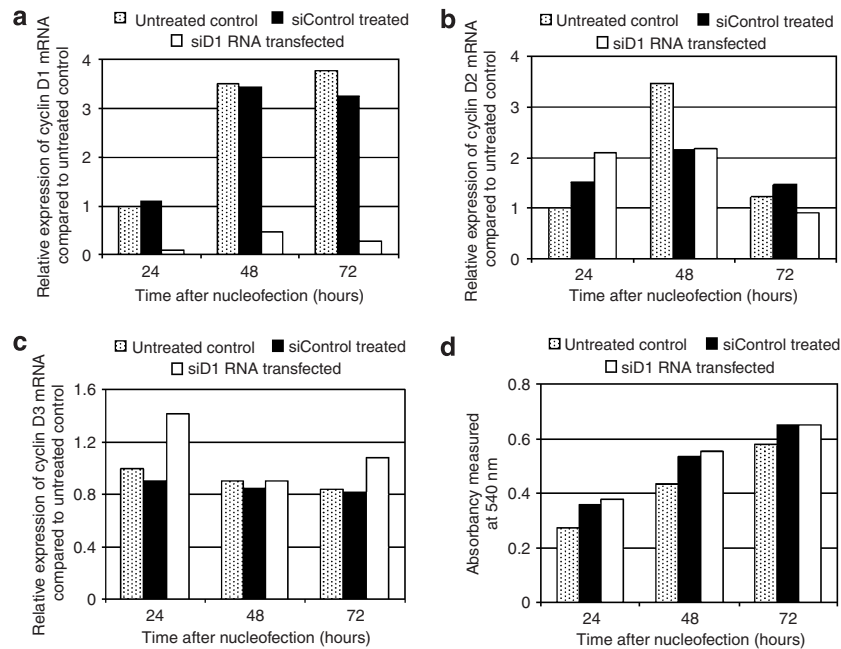 a
Untreated control siControl treated
siD1 RNA transfected
Relative expression of cyclin D1 mRNA
compared to untreated control
4
3
2
1
0
24 48 72
Time after nucleofection (hours)
b
Untreated control siControl treated
siD1 RNA transfected
Relative expression of cyclin D2 mRNA
compared to untreated control
4
3
2
1
0
24 48 72
Time after nucleofection (hours)
c
Untreated control siControl treated
siD1 RNA transfected
Relative expression of cyclin D3 mRNA
compared to untreated control
1.6
1.2
0.8
0.4
0
24 48 72
Time after nucleofection (hours)
d
Untreated control siControl treated
siD1 RNA transfected
Absorbancy measured
at 540 nm
0.8
0.6
0.4
0.2
0
24 48 72
Time after nucleofection (hours)